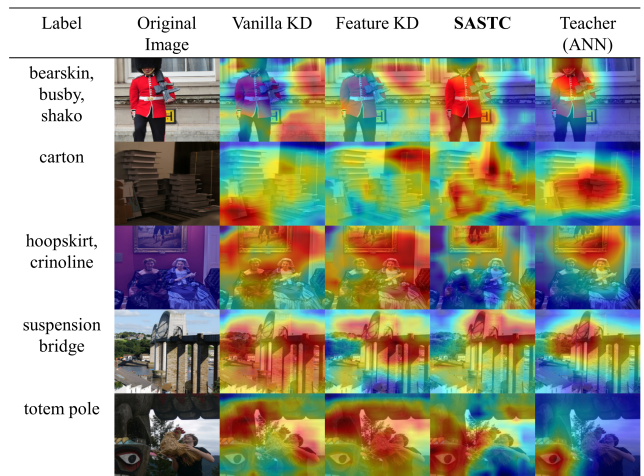 Label Original Image Vanilla KD Feature KD SASTC Teacher (ANN)
bearskin,
busby,
shako
carton
hoopskirt,
crinoline
suspension
bridge
totem pole